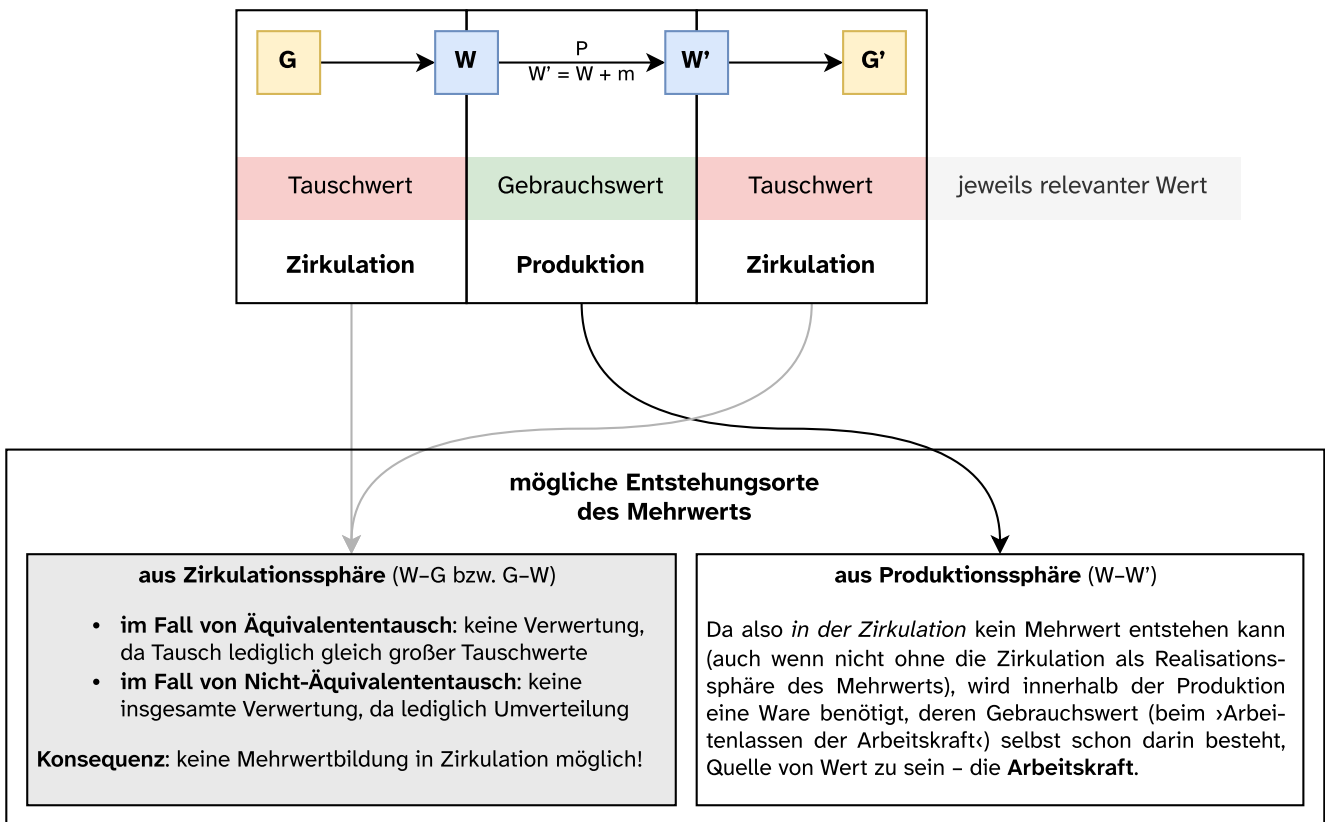 G
W
P
W’ = W + m
W’
G’
Tauschwert
Gebrauchswert
Tauschwert
jeweils relevanter Wert
Zirkulation
Produktion
Zirkulation
mögliche Entstehungsorte
des Mehrwerts
aus Zirkulationssphäre (W–G bzw. G–W)
• im Fall von Äquivalententausch: keine Verwertung,
da Tausch lediglich gleich großer Tauschwerte
• im Fall von Nicht-Äquivalententausch: keine
insgesamte Verwertung, da lediglich Umverteilung
Konsequenz: keine Mehrwertbildung in Zirkulation möglich!
aus Produktionssphäre (W–W’)
Da also in der Zirkulation kein Mehrwert entstehen kann
(auch wenn nicht ohne die Zirkulation als Realisations-
sphäre des Mehrwerts), wird innerhalb der Produktion
eine Ware benötigt, deren Gebrauchswert (beim ›Arbei-
tenlassen der Arbeitskraft‹) selbst schon darin besteht,
Quelle von Wert zu sein – die Arbeitskraft.